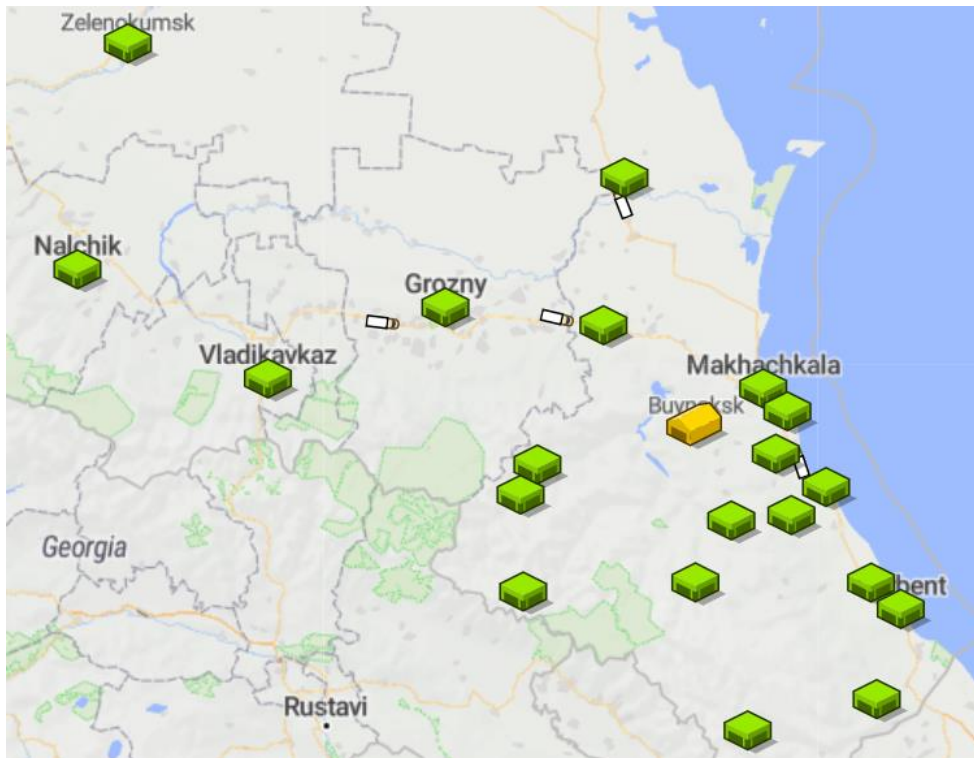 Zelenokumsk
Nalchik
Grozny
Vladikavkaz
Makhachkala
Georgia
Rustavi